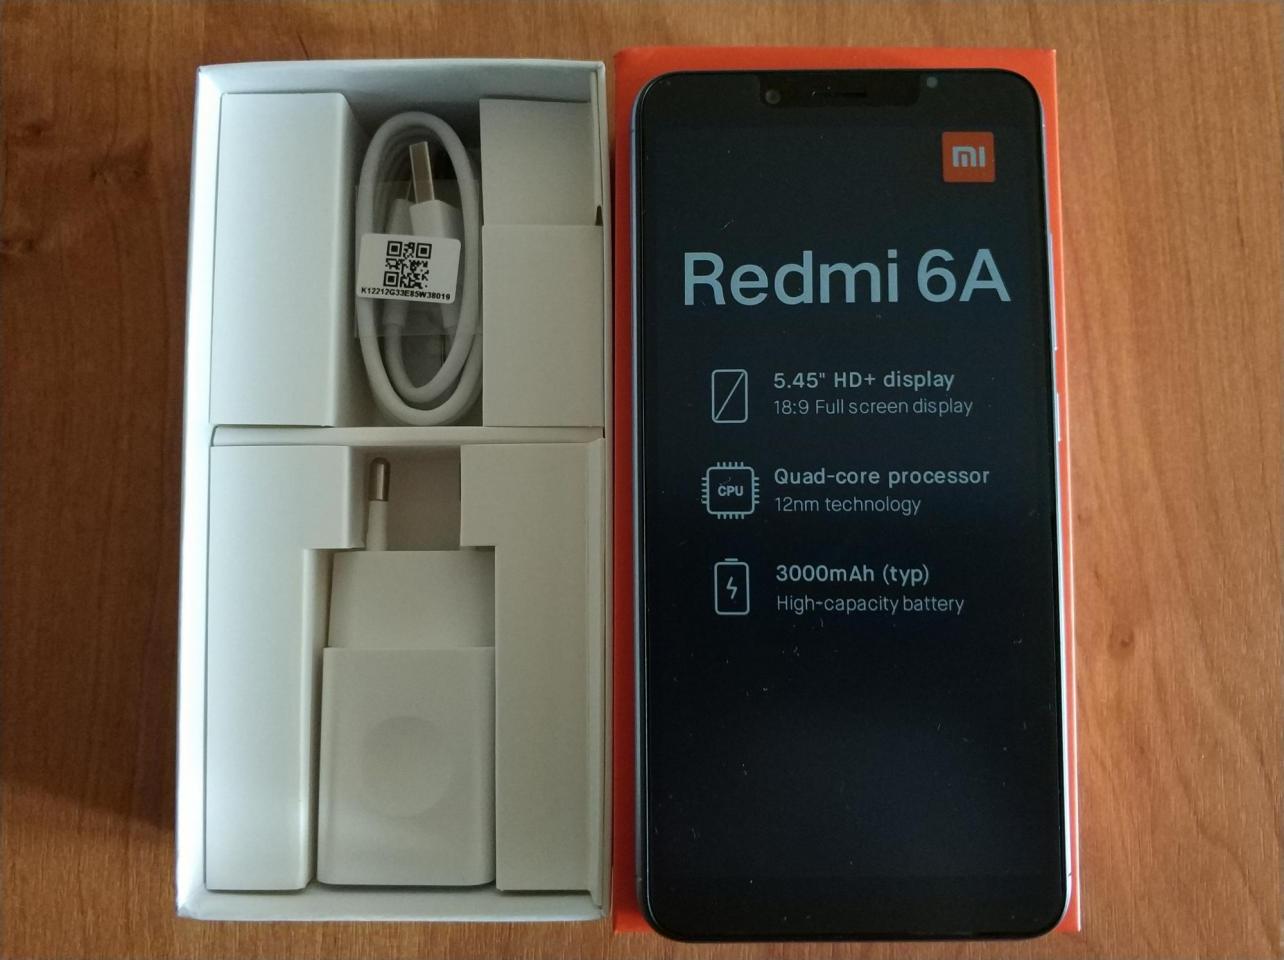 K12212G33E85W38019
mi
Redmi 6A
5.45" HD+ display
18:9 Full screen display
CPU
Quad-core processor
12nm technology
3000mAh (typ)
High-capacity battery